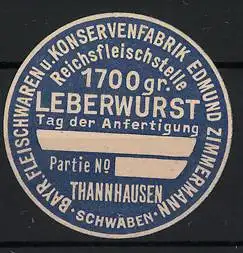 BAYR. FLEISCHWAREN u. KONSERVENFABRIK EDMUND ZIMMERMANN
Reichsfleischstelle
1700 gr.
LEBERWURST
Tag der Anfertigung
Partie No
THANNHAUSEN
· SCHWABEN ·